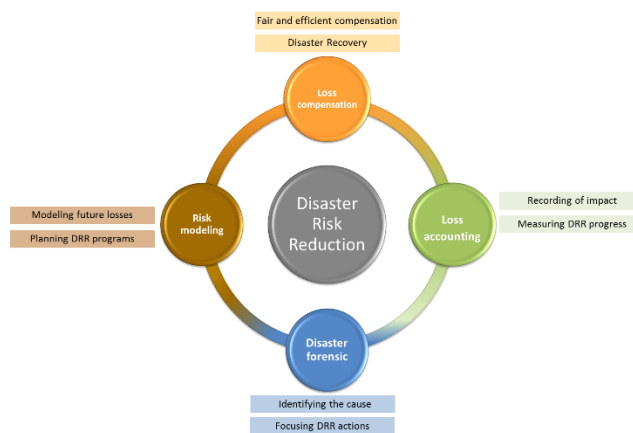 Fair and efficient compensation
Disaster Recovery
Loss
compensation
Modeling future losses
Planning DRR programs
Risk
modeling
Disaster
Risk
Reduction
Loss
accounting
Recording of impact
Measuring DRR progress
Disaster
forensic
Identifying the cause
Focusing DRR actions